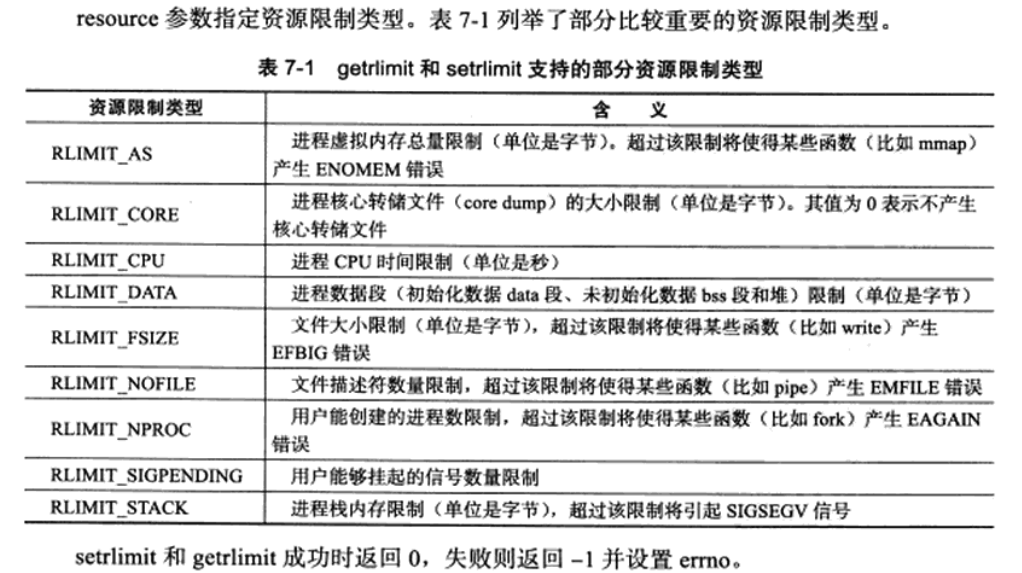 resource 参数指定资源限制类型。表 7-1 列举了部分比较重要的资源限制类型。
表 7-1 getrlimit 和 setrlimit 支持的部分资源限制类型
资源限制类型 含 义
RLIMIT_AS 进程虚拟内存总量限制（单位是字节）。超过该限制将使得某些函数（比如 mmap）
产生 ENOMEM 错误
RLIMIT_CORE 进程核心转储文件（core dump）的大小限制（单位是字节）。其值为 0 表示不产生
核心转储文件
RLIMIT_CPU 进程 CPU 时间限制（单位是秒）
RLIMIT_DATA 进程数据段（初始化数据 data 段、未初始化数据 bss 段和堆）限制（单位是字节）
RLIMIT_FSIZE 文件大小限制（单位是字节），超过该限制将使得某些函数（比如 write）产生
EFBIG 错误
RLIMIT_NOFILE 文件描述符数量限制，超过该限制将使得某些函数（比如 pipe）产生 EMFILE 错误
RLIMIT_NPROC 用户能创建的进程数限制，超过该限制将使得某些函数（比如 fork）产生 EAGAIN
错误
RLIMIT_SIGPENDING 用户能够挂起的信号数量限制
RLIMIT_STACK 进程栈内存限制（单位是字节），超过该限制将引起 SIGSEGV 信号
setrlimit 和 getrlimit 成功时返回 0，失败则返回 –1 并设置 errno。